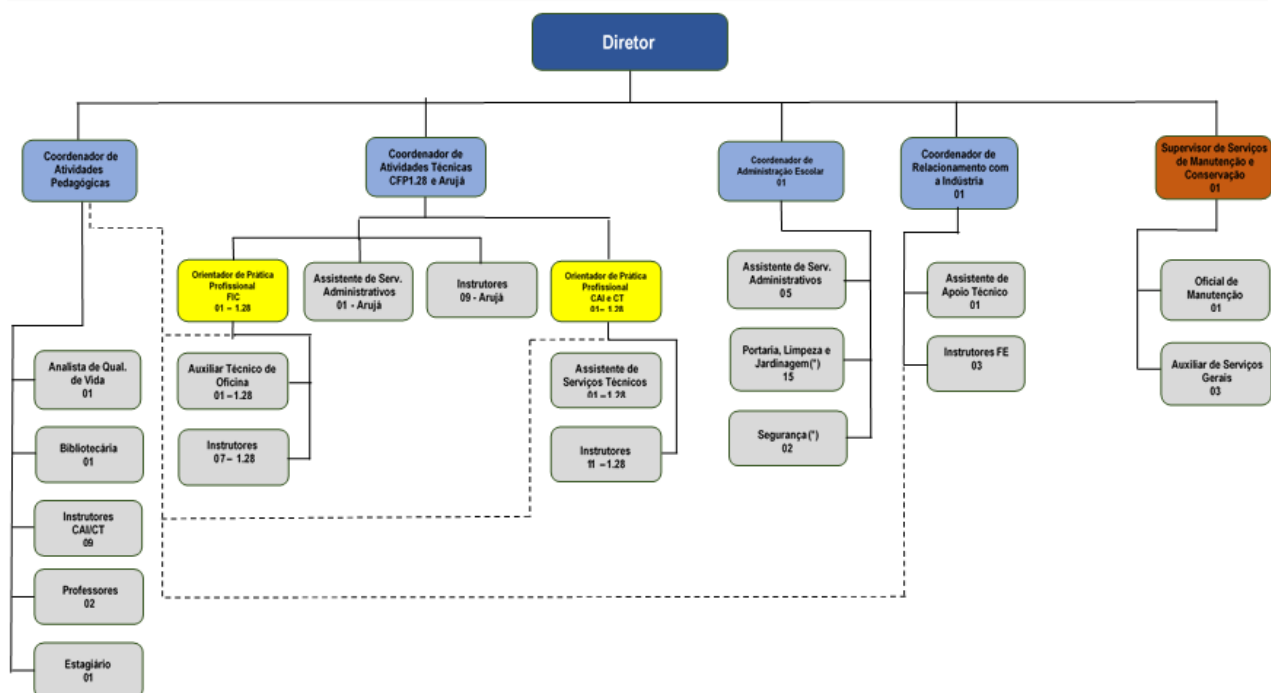 Diretor
Coordenador de
Atividades
Pedagógicas
Coordenador de
Atividades Técnicas
CFP1.28 e Arujá
Coordenador de
Administração Escolar
01
Coordenador de
Relacionamento com
a Indústria
01
Supervisor de Serviços
de Manutenção e
Conservação
01
Orientador de Prática
Profissional
FIC
01 – 1.28
Assistente de Serv.
Administrativos
01 - Arujá
Instrutores
09 - Arujá
Orientador de Prática
Profissional
CAI e CT
01– 1.28
Assistente de Serv.
Administrativos
05
Assistente de
Apoio Técnico
01
Oficial de
Manutenção
01
Analista de Qual.
de Vida
01
Auxiliar Técnico de
Oficina
01 – 1.28
Assistente de
Serviços Técnicos
01 – 1.28
Portaria, Limpeza e
Jardinagem(*)
15
Instrutores FE
03
Auxiliar de Serviços
Gerais
03
Bibliotecária
01
Instrutores
07 – 1.28
Instrutores
11 – 1.28
Segurança(*)
02
Instrutores
CAI/CT
09
Professores
02
Estagiário
01